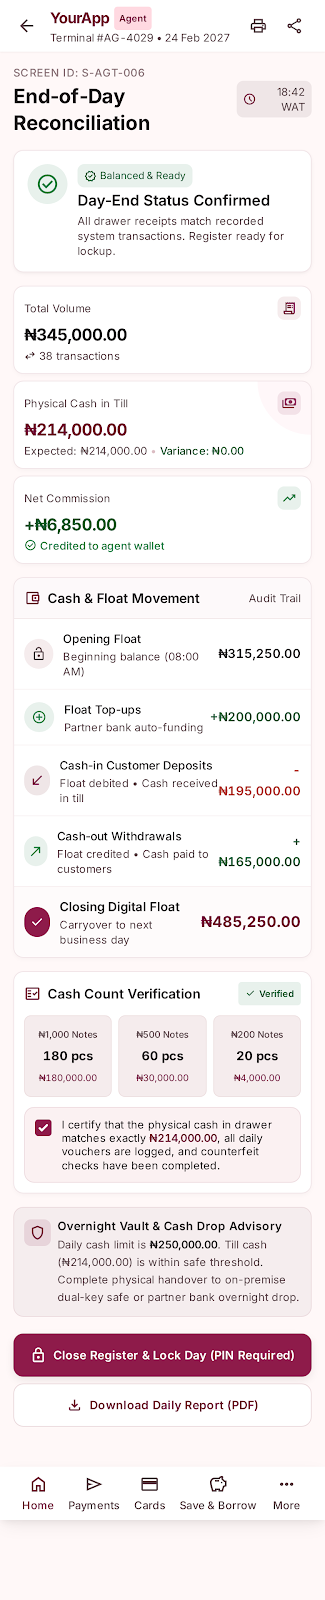 YourApp Agent
Terminal #AG-4029 • 24 Feb 2027
SCREEN ID: S-AGT-006
End-of-Day
Reconciliation
18:42
WAT
Balanced & Ready
Day-End Status Confirmed
All drawer receipts match recorded
system transactions. Register ready for
lockup.
Total Volume
₦345,000.00
38 transactions
Physical Cash in Till
₦214,000.00
Expected: ₦214,000.00 • Variance: ₦0.00
Net Commission
+₦6,850.00
Credited to agent wallet
Cash & Float Movement
Audit Trail
Opening Float
Beginning balance (08:00
AM)
₦315,250.00
Float Top-ups
Partner bank auto-funding
+₦200,000.00
Cash-in Customer Deposits
Float debited • Cash received
in till
-
₦195,000.00
Cash-out Withdrawals
Float credited • Cash paid to
customers
+
₦165,000.00
Closing Digital Float
Carryover to next
business day
₦485,250.00
Cash Count Verification
Verified
₦1,000 Notes
180 pcs
₦180,000.00
₦500 Notes
60 pcs
₦30,000.00
₦200 Notes
20 pcs
₦4,000.00
I certify that the physical cash in drawer
matches exactly ₦214,000.00, all daily
vouchers are logged, and counterfeit
checks have been completed.
Overnight Vault & Cash Drop Advisory
Daily cash limit is ₦250,000.00. Till cash
(₦214,000.00) is within safe threshold.
Complete physical handover to on-premise
dual-key safe or partner bank overnight drop.
Close Register & Lock Day (PIN Required)
Download Daily Report (PDF)
Home
Payments
Cards
Save & Borrow
More